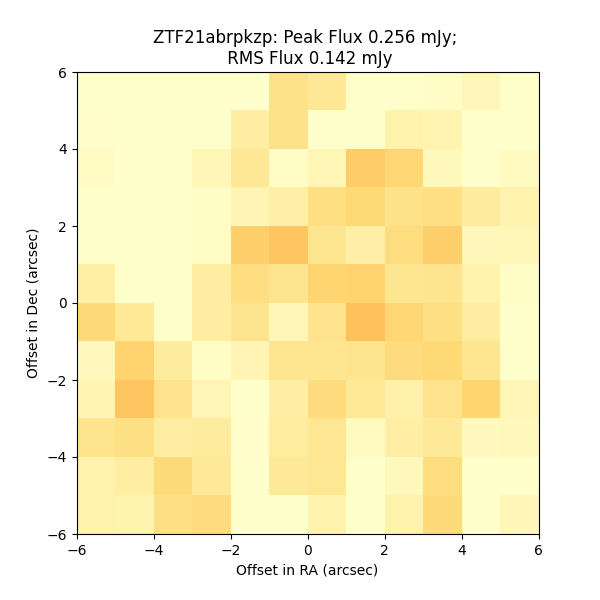 ZTF21abrpkzp: Peak Flux 0.256 mJy;
RMS Flux 0.142 mJy
6
4
2
0
−2
−4
−6
Offset in Dec (arcsec)
−6 −4 −2 0 2 4 6
Offset in RA (arcsec)